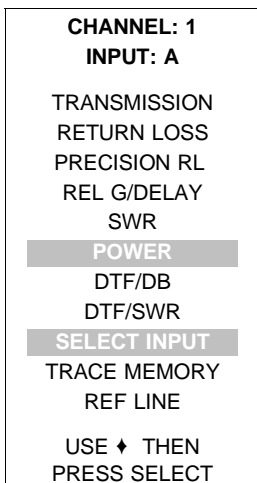 CHANNEL: 1
INPUT: A
TRANSMISSION
RETURN LOSS
PRECISION RL
REL G/DELAY
SWR
POWER
DTF/DB
DTF/SWR
SELECT INPUT
TRACE MEMORY
REF LINE
USE ♦ THEN
PRESS SELECT